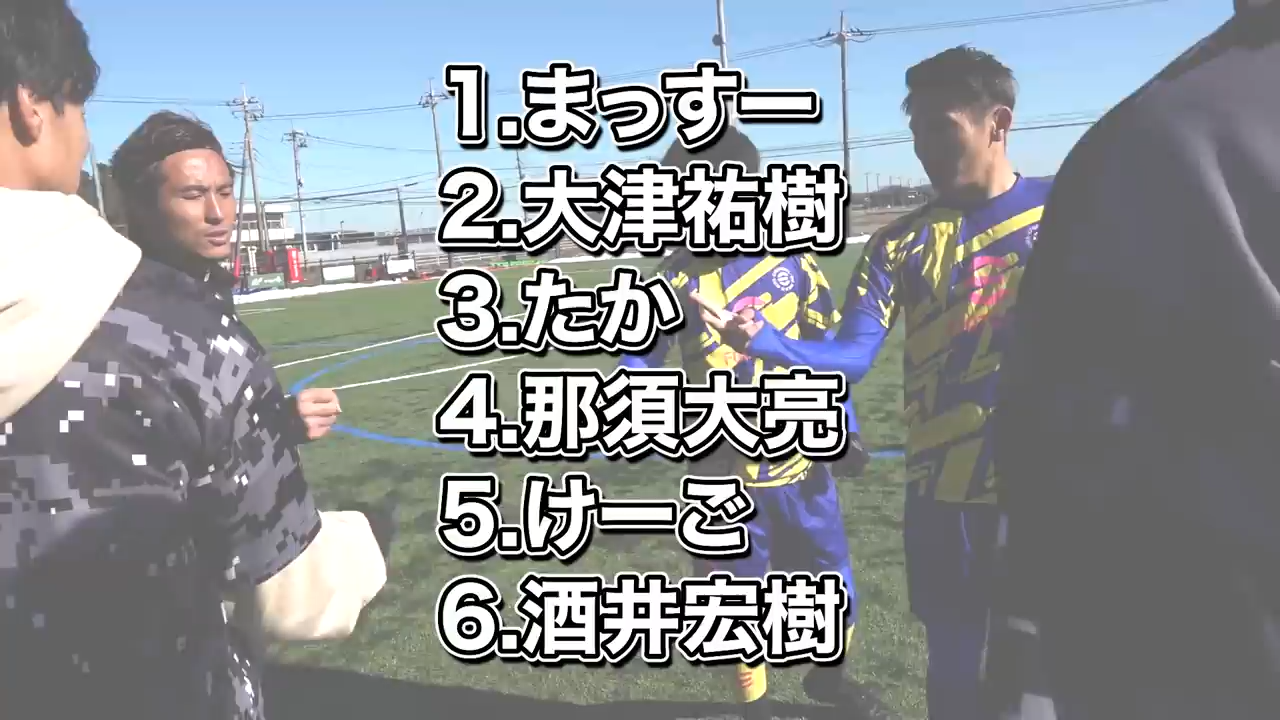 1.まっすー
2.大津祐樹
3.たか
4.那須大亮
5.けーご
6.酒井宏樹